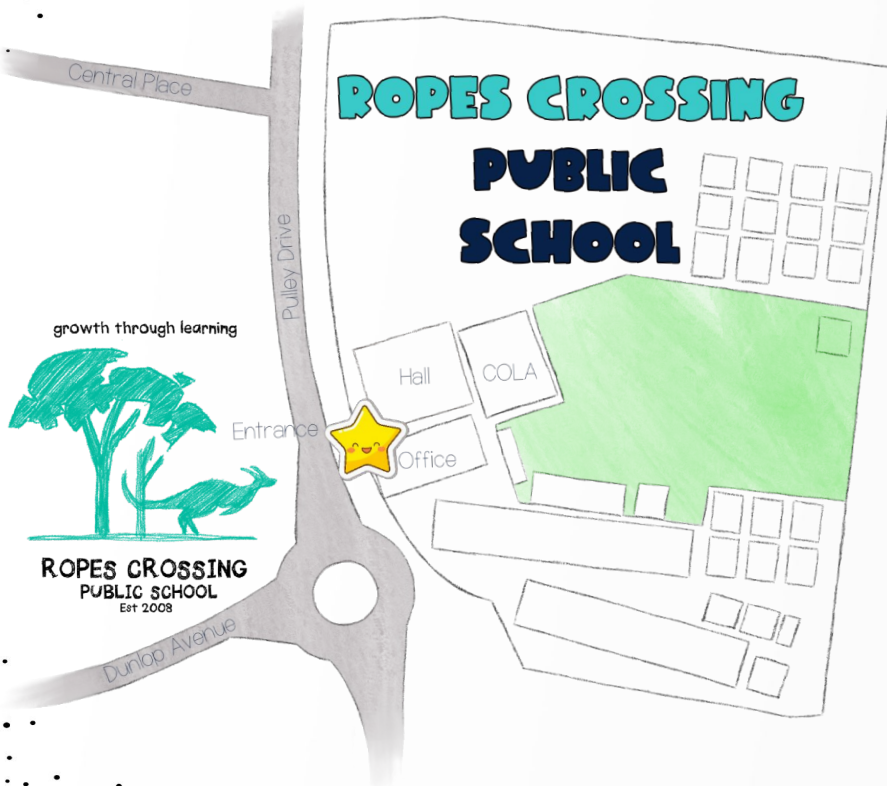 Central Place
ROPES CROSSING
PUBLIC
SCHOOL
Pulley Drive
growth through learning
Hall
COLA
Entrance
Office
ROPES CROSSING
PUBLIC SCHOOL
Est 2008
Dunlop Avenue